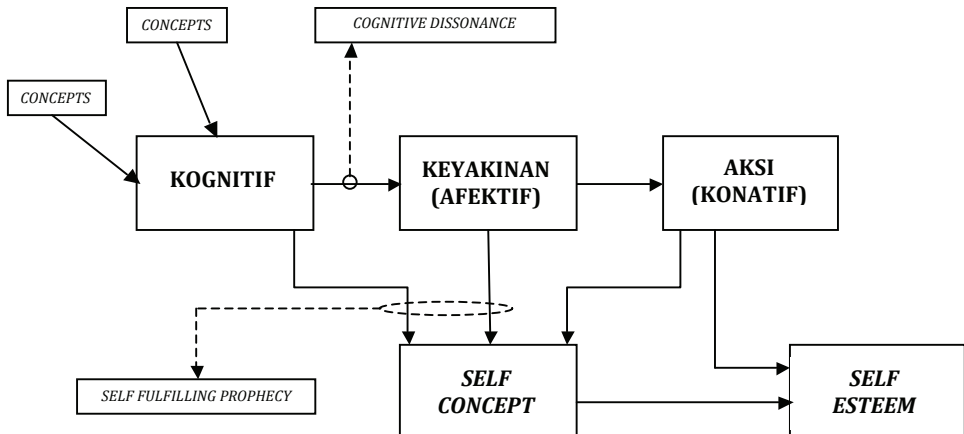 CONCEPTS
COGNITIVE DISSONANCE
CONCEPTS
KOGNITIF
KEYAKINAN
(AFEKTIF)
AKSI
(KONATIF)
SELF FULFILLING PROPHECY
SELF
CONCEPT
SELF
ESTEEM